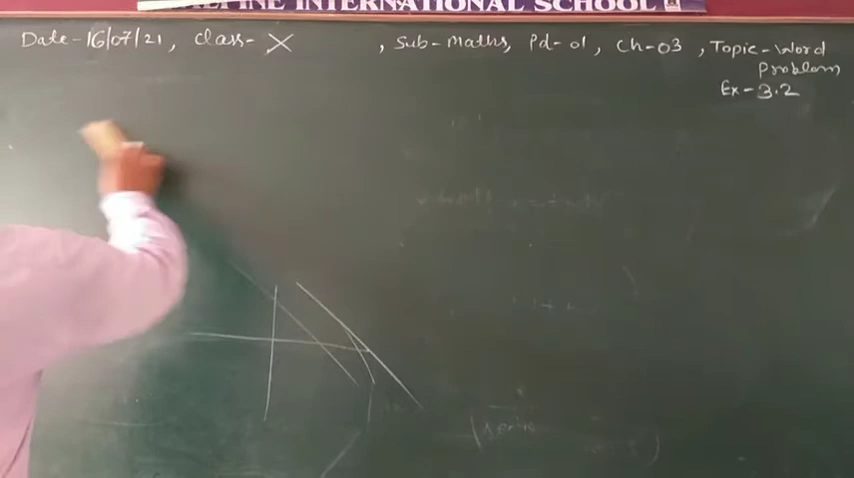 INTERNATIONAL SCHOOL
Date-16/07/21, Class-X , Sub-Maths, Pd-01, Ch-03, Topic-Word
Problem
Ex-3.2